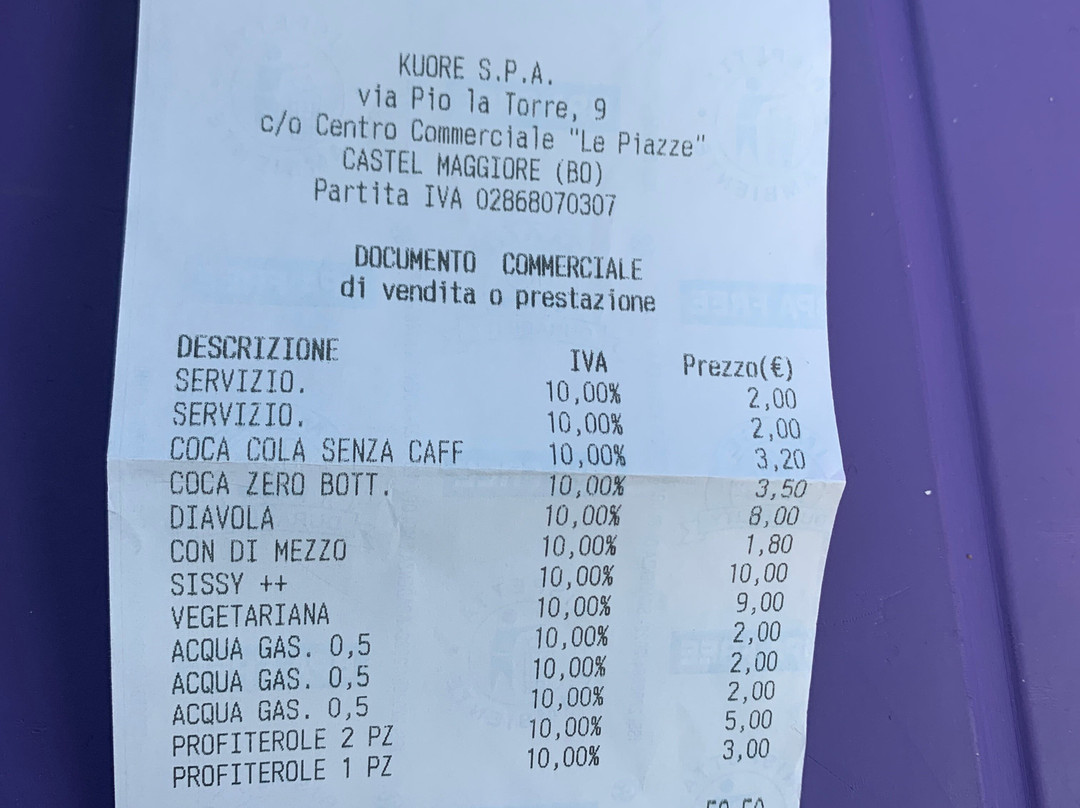 KUORE S.P.A.
via Pio la Torre, 9
c/o Centro Commerciale "Le Piazze"
CASTEL MAGGIORE (BO)
Partita IVA 02868070307
DOCUMENTO COMMERCIALE
di vendita o prestazione
DESCRIZIONE IVA Prezzo(€)
SERVIZIO. 10,00% 2,00
SERVIZIO. 10,00% 2,00
COCA COLA SENZA CAFF 10,00% 3,20
COCA ZERO BOTT. 10,00% 3,50
DIAVOLA 10,00% 8,00
CON DI MEZZO 10,00% 1,80
SISSY ++ 10,00% 10,00
VEGETARIANA 10,00% 9,00
ACQUA GAS. 0,5 10,00% 2,00
ACQUA GAS. 0,5 10,00% 2,00
ACQUA GAS. 0,5 10,00% 2,00
PROFITEROLE 2 PZ 10,00% 5,00
PROFITEROLE 1 PZ 10,00% 3,00